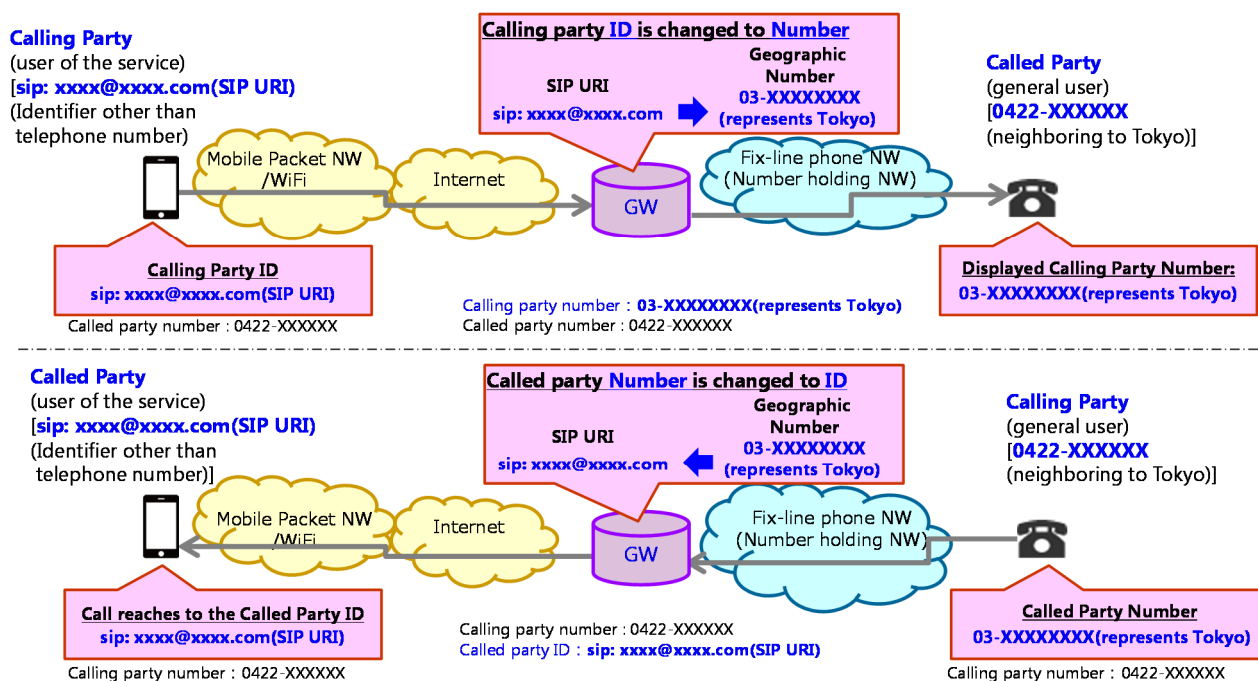 Calling Party
(user of the service)
[sip: xxxx@xxxx.com(SIP URI)
(Identifier other than
telephone number)
Calling party ID is changed to Number
SIP URI
sip: xxxx@xxxx.com
Geographic
Number
03-XXXXXXXX
(represents Tokyo)
Called Party
(general user)
[0422-XXXXXX
(neighboring to Tokyo)]
Mobile Packet NW
/WiFi
Internet
GW
Fix-line phone NW
(Number holding NW)
Calling Party ID
sip: xxxx@xxxx.com(SIP URI)
Called party number : 0422-XXXXXX
Calling party number : 03-XXXXXXXX(represents Tokyo)
Called party number : 0422-XXXXXX
Displayed Calling Party Number:
03-XXXXXXXX(represents Tokyo)
Called Party
(user of the service)
[sip: xxxx@xxxx.com(SIP URI)
(Identifier other than
telephone number)]
Called party Number is changed to ID
SIP URI
sip: xxxx@xxxx.com
Geographic
Number
03-XXXXXXXX
(represents Tokyo)
Calling Party
(general user)
[0422-XXXXXX
(neighboring to Tokyo)]
Mobile Packet NW
/WiFi
Internet
GW
Fix-line phone NW
(Number holding NW)
Call reaches to the Called Party ID
sip: xxxx@xxxx.com(SIP URI)
Calling party number : 0422-XXXXXX
Calling party number : 0422-XXXXXX
Called party ID : sip: xxxx@xxxx.com(SIP URI)
Called Party Number
03-XXXXXXXX(represents Tokyo)
Calling party number : 0422-XXXXXX